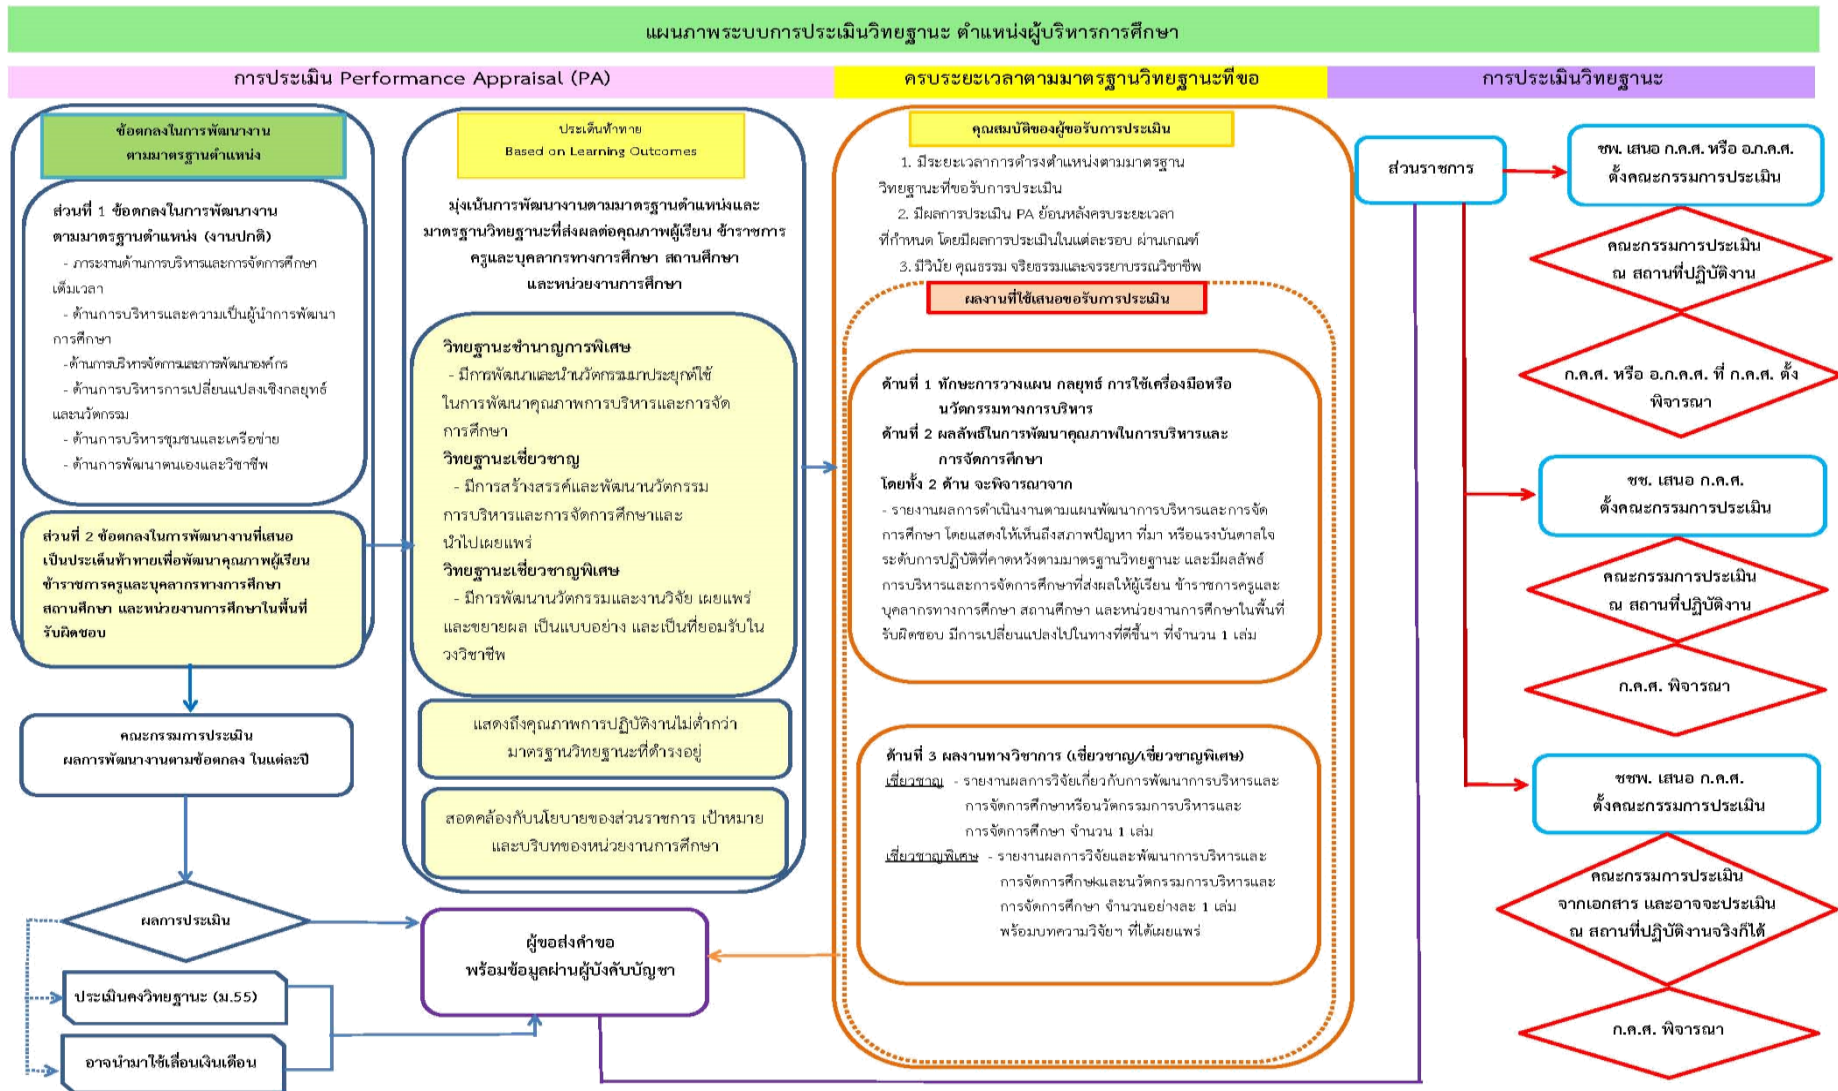 แผนภาพระบบการประเมินวิทยฐานะ ตำแหน่งผู้บริหารการศึกษา
การประเมิน Performance Appraisal (PA)
ครบระยะเวลาตามมาตรฐานวิทยฐานะที่ขอ
การประเมินวิทยฐานะ
ข้อตกลงในการพัฒนางาน
ตามมาตรฐานตำแหน่ง
ส่วนที่ 1 ข้อตกลงในการพัฒนางาน
ตามมาตรฐานตำแหน่ง (งานปกติ)
- ภาระงานด้านการบริหารและการจัดการศึกษา
เต็มเวลา
- ด้านการบริหารและความเป็นผู้นำการพัฒนา
การศึกษา
-ด้านการบริหารจัดการและการพัฒนาองค์กร
- ด้านการบริหารการเปลี่ยนแปลงเชิงกลยุทธ์
และนวัตกรรม
- ด้านการบริหารชุมชนและเครือข่าย
- ด้านการพัฒนาตนเองและวิชาชีพ
ส่วนที่ 2 ข้อตกลงในการพัฒนางานที่เสนอ
เป็นประเด็นท้าทายเพื่อพัฒนาคุณภาพผู้เรียน
ข้าราชการครูและบุคลากรทางการศึกษา
สถานศึกษา และหน่วยงานการศึกษาในพื้นที่
รับผิดชอบ
คณะกรรมการประเมิน
ผลการพัฒนางานตามข้อตกลง ในแต่ละปี
ผลการประเมิน
ประเมินคงวิทยฐานะ (ม.55)
อาจนำมาใช้เลื่อนเงินเดือน
ประเด็นท้าทาย
Based on Learning Outcomes
มุ่งเน้นการพัฒนางานตามมาตรฐานตำแหน่งและ
มาตรฐานวิทยฐานะที่ส่งผลต่อคุณภาพผู้เรียน ข้าราชการ
ครูและบุคลากรทางการศึกษา สถานศึกษา
และหน่วยงานการศึกษา
วิทยฐานะชำนาญการพิเศษ
- มีการพัฒนาและนำนวัตกรรมมาประยุกต์ใช้
ในการพัฒนาคุณภาพการบริหารและการจัด
การศึกษา
วิทยฐานะเชี่ยวชาญ
- มีการสร้างสรรค์และพัฒนานวัตกรรม
การบริหารและการจัดการศึกษาและ
นำไปเผยแพร่
วิทยฐานะเชี่ยวชาญพิเศษ
- มีการพัฒนานวัตกรรมและงานวิจัย เผยแพร่
และขยายผล เป็นแบบอย่าง และเป็นที่ยอมรับใน
วงวิชาชีพ
แสดงถึงคุณภาพการปฏิบัติงานไม่ต่ำกว่า
มาตรฐานวิทยฐานะที่ดำรงอยู่
สอดคล้องกับนโยบายของส่วนราชการ เป้าหมาย
และบริบทของหน่วยงานการศึกษา
ผู้ขอส่งคำขอ
พร้อมข้อมูลผ่านผู้บังคับบัญชา
คุณสมบัติของผู้ขอรับการประเมิน
1. มีระยะเวลาการดำรงตำแหน่งตามมาตรฐาน
วิทยฐานะที่ขอรับการประเมิน
2. มีผลการประเมิน PA ย้อนหลังครบระยะเวลา
ที่กำหนด โดยมีผลการประเมินในแต่ละรอบ ผ่านเกณฑ์
3. มีวินัย คุณธรรม จริยธรรมและจรรยาบรรณวิชาชีพ
ผลงานที่ใช้เสนอขอรับการประเมิน
ด้านที่ 1 ทักษะการวางแผน กลยุทธ์ การใช้เครื่องมือหรือ
นวัตกรรมทางการบริหาร
ด้านที่ 2 ผลลัพธ์ในการพัฒนาคุณภาพในการบริหารและ
การจัดการศึกษา
โดยทั้ง 2 ด้าน จะพิจารณาจาก
- รายงานผลการดำเนินงานตามแผนพัฒนาการบริหารและการจัด
การศึกษา โดยแสดงให้เห็นถึงสภาพปัญหา ที่มา หรือแรงบันดาลใจ
ระดับการปฏิบัติที่คาดหวังตามมาตรฐานวิทยฐานะ และมีผลลัพธ์
การบริหารและการจัดการศึกษาที่ส่งผลให้ผู้เรียน ข้าราชการครูและ
บุคลากรทางการศึกษา สถานศึกษา และหน่วยงานการศึกษาในพื้นที่
รับผิดชอบ มีการเปลี่ยนแปลงไปในทางที่ดีขึ้นฯ ที่จำนวน 1 เล่ม
ด้านที่ 3 ผลงานทางวิชาการ (เชี่ยวชาญ/เชี่ยวชาญพิเศษ)
เชี่ยวชาญ - รายงานผลการวิจัยเกี่ยวกับการพัฒนาการบริหารและ
การจัดการศึกษาหรือนวัตกรรมการบริหารและ
การจัดการศึกษา จำนวน 1 เล่ม
เชี่ยวชาญพิเศษ - รายงานผลการวิจัยและพัฒนาการบริหารและ
การจัดการศึกษkและนวัตกรรมการบริหารและ
การจัดการศึกษา จำนวนอย่างละ 1 เล่ม
พร้อมบทความวิจัยฯ ที่ได้เผยแพร่
ส่วนราชการ
ชพ. เสนอ ก.ค.ศ. หรือ อ.ก.ค.ศ.
ตั้งคณะกรรมการประเมิน
คณะกรรมการประเมิน
ณ สถานที่ปฏิบัติงาน
ก.ค.ศ. หรือ อ.ก.ค.ศ. ที่ ก.ค.ศ. ตั้ง
พิจารณา
ชช. เสนอ ก.ค.ศ.
ตั้งคณะกรรมการประเมิน
คณะกรรมการประเมิน
ณ สถานที่ปฏิบัติงาน
ก.ค.ศ. พิจารณา
ชชพ. เสนอ ก.ค.ศ.
ตั้งคณะกรรมการประเมิน
คณะกรรมการประเมิน
จากเอกสาร และอาจจะประเมิน
ณ สถานที่ปฏิบัติงานจริงก็ได้
ก.ค.ศ. พิจารณา